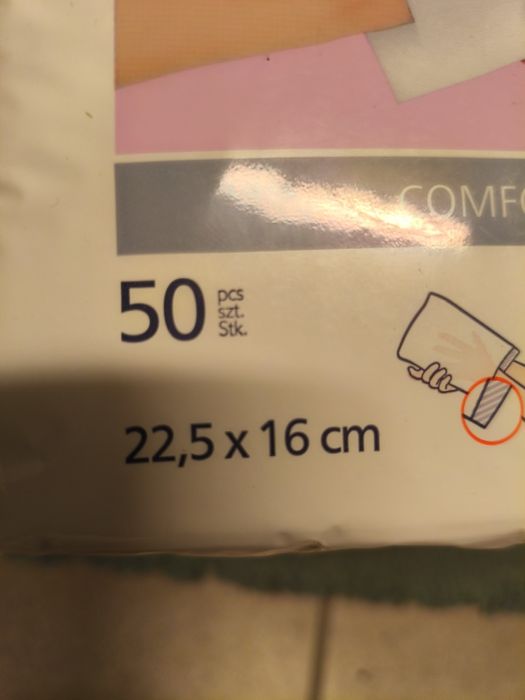 COMFO
50 pcs
szt.
Stk.
22,5 x 16 cm